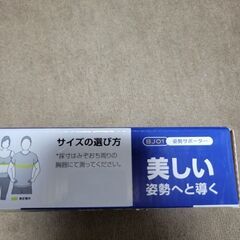 サイズの選び方
*採寸はみぞおち周りの
胸囲にて測ってください。
BJ01 姿勢サポーター
美しい
姿勢へと導く